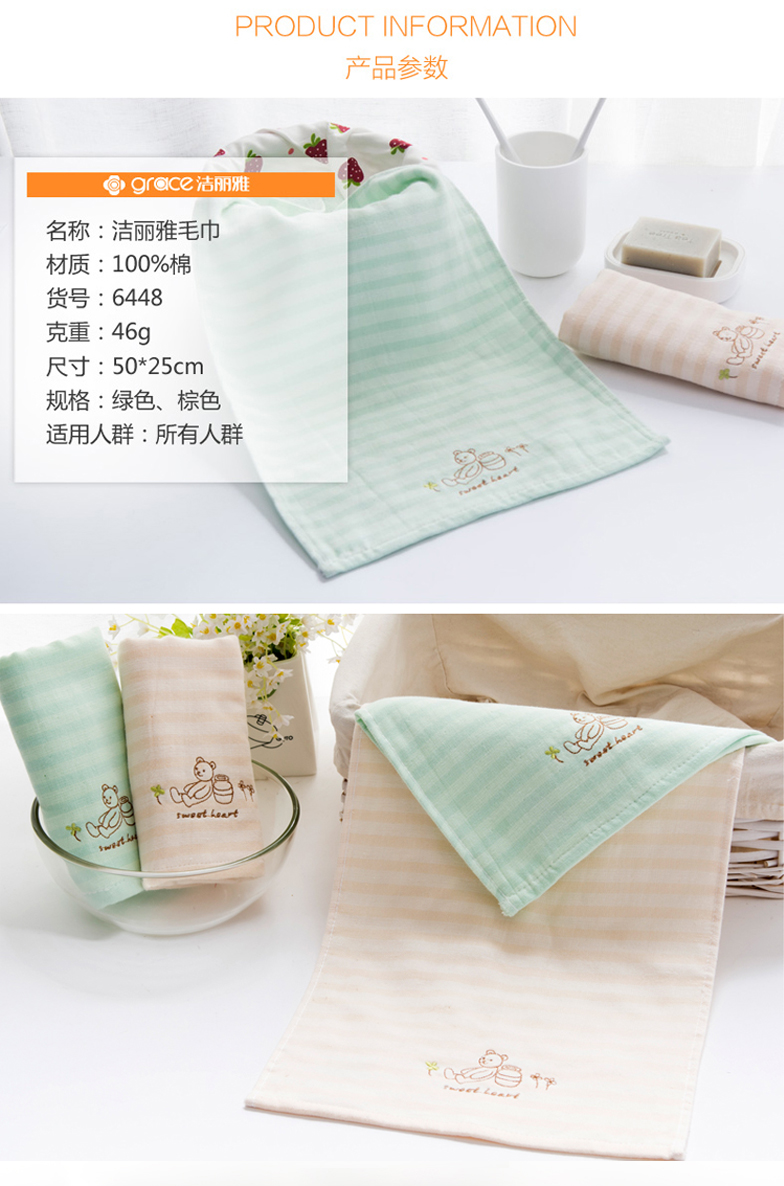 PRODUCT INFORMATION
产品参数
grace 洁丽雅
名称：洁丽雅毛巾
材质：100%棉
货号：6448
克重：46g
尺寸：50*25cm
规格：绿色、棕色
适用人群：所有人群
sweet heart
sweet heart
sweet heart
sweet heart
sweet heart